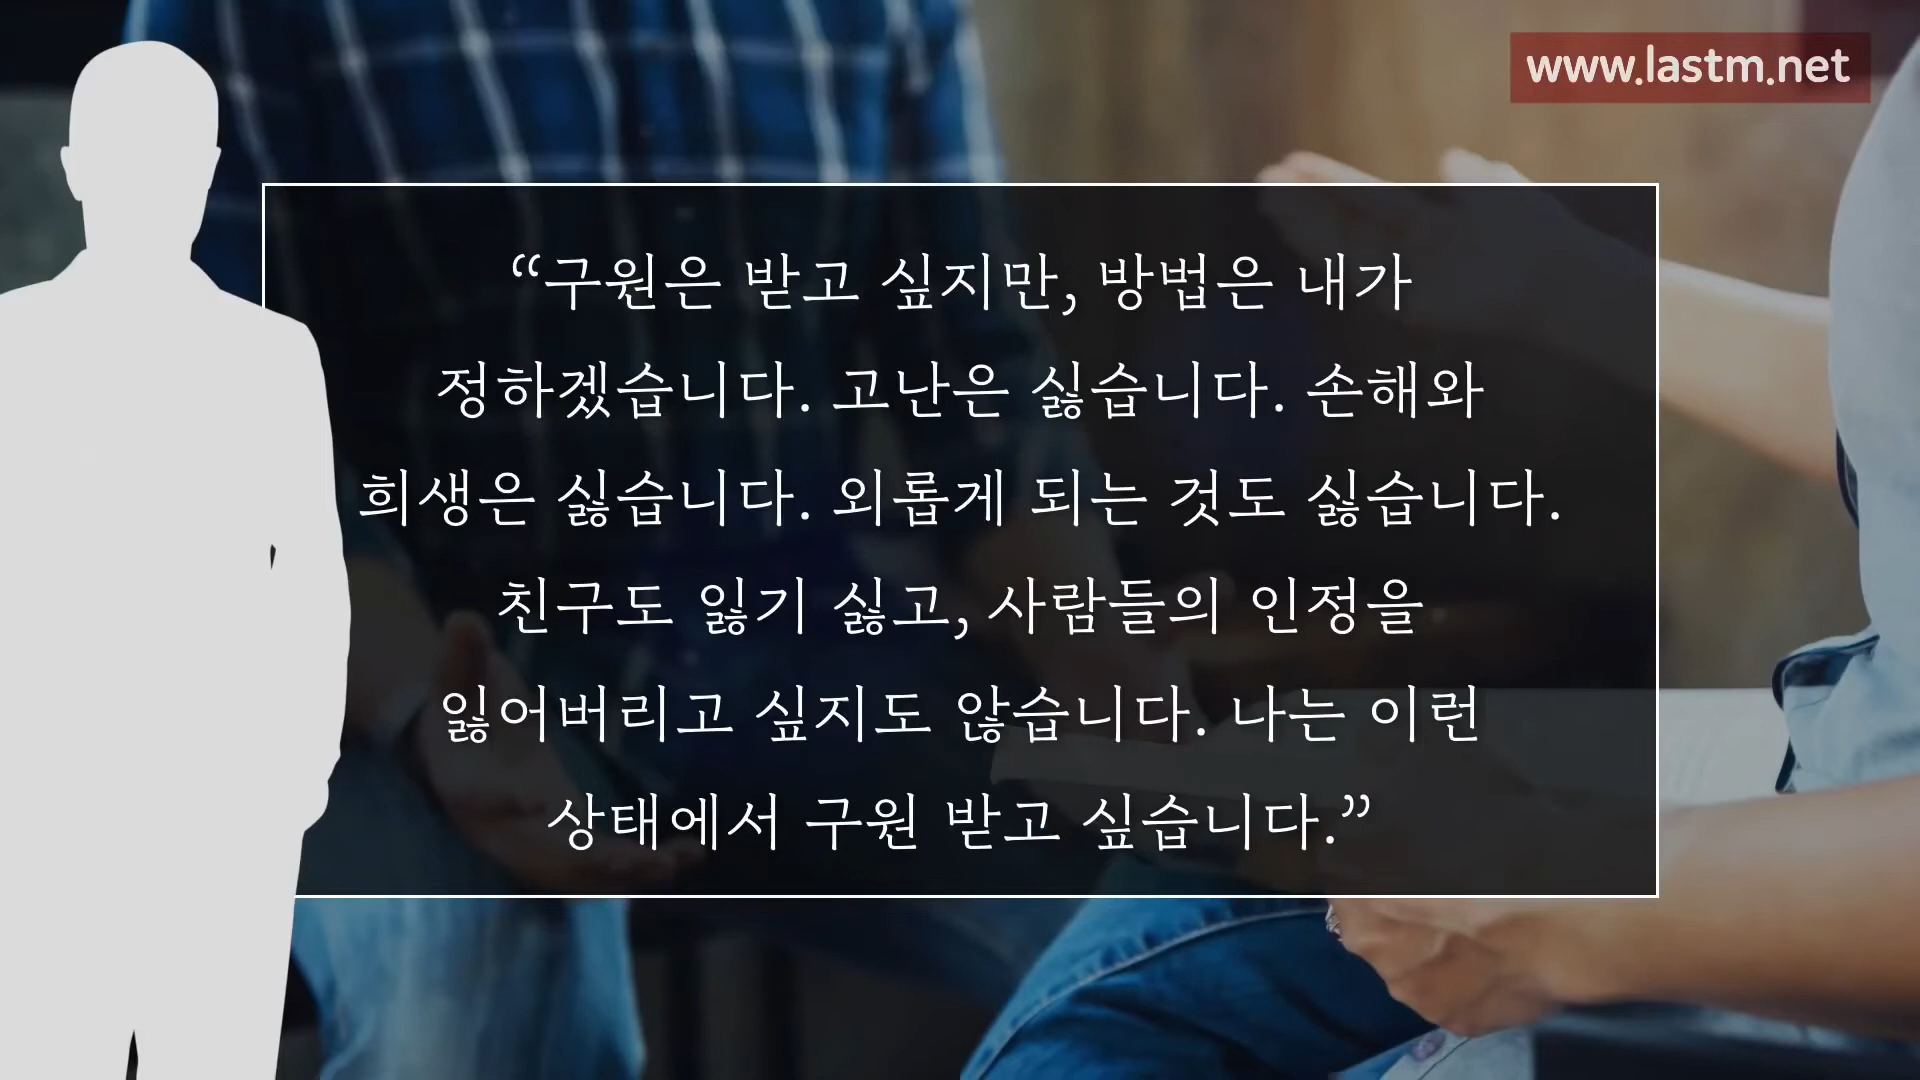 www.lastm.net
“구원은 받고 싶지만, 방법은 내가
정하겠습니다. 고난은 싫습니다. 손해와
희생은 싫습니다. 외롭게 되는 것도 싫습니다.
친구도 잃기 싫고, 사람들의 인정을
잃어버리고 싶지도 않습니다. 나는 이런
상태에서 구원 받고 싶습니다.”